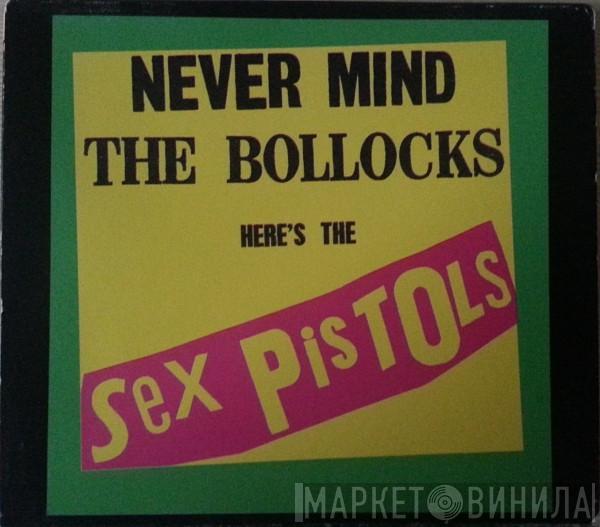 NEVER MIND
THE BOLLOCKS
HERE'S THE
Sex PiSTOLS
МАРКЕТ ВИНИЛА